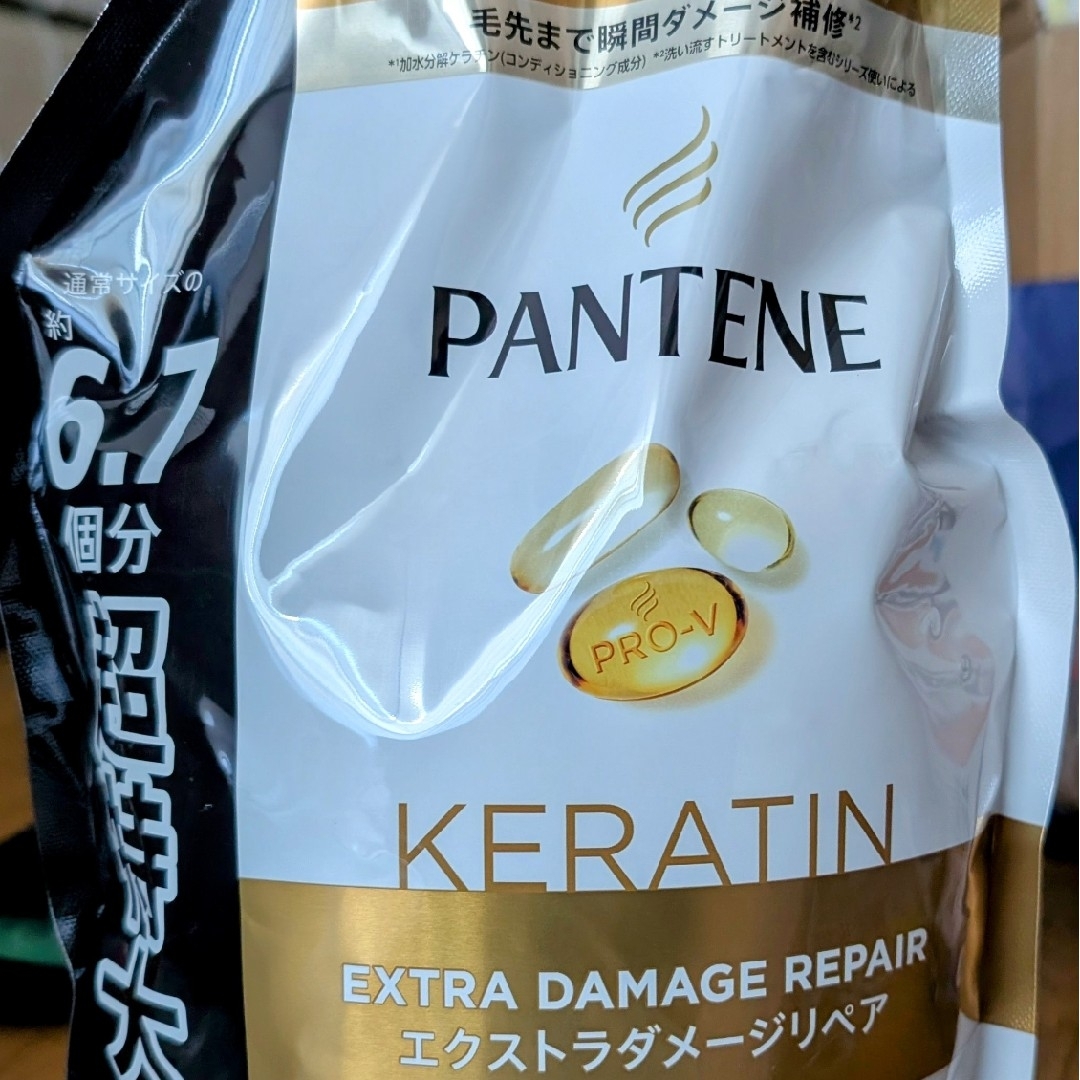 毛先まで瞬間ダメージ補修*2
*1加水分解ケラチン(コンディショニング成分) *2洗い流すトリートメントを含むシリーズ使いによる
PANTENE
PRO-V
KERATIN
EXTRA DAMAGE REPAIR
エクストラダメージリペア
通常サイズの
約
6.7
個分
超特大